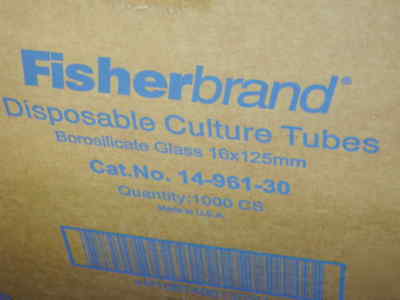 Fisherbrand®
Disposable Culture Tubes
Borosilicate Glass 16x125mm
Cat.No. 14-961-30
Quantity:1000 CS
Made in U.S.A.